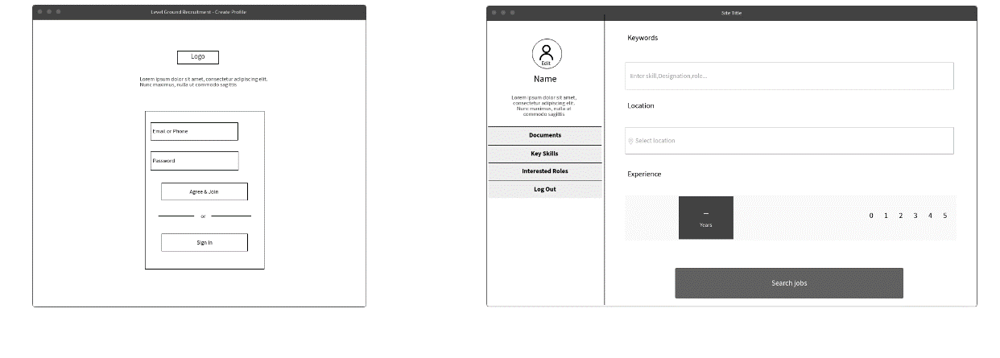 Level Ground Recruitment - Create Profile
Logo
Lorem ipsum dolor sit amet, consectetur adipiscing elit.
Nunc maximus, nulla ut commodo sagittis
Email or Phone
Password
Agree & Join
or
Sign in
Site Title
Edit
Name
Lorem ipsum dolor sit amet,
consectetur adipiscing elit.
Nunc maximus, nulla ut
commodo sagittis
Documents
Key Skills
Interested Roles
Log Out
Keywords
Enter skill,Designation,role...
Location
Select location
Experience
–
Years
0 1 2 3 4 5
Search jobs